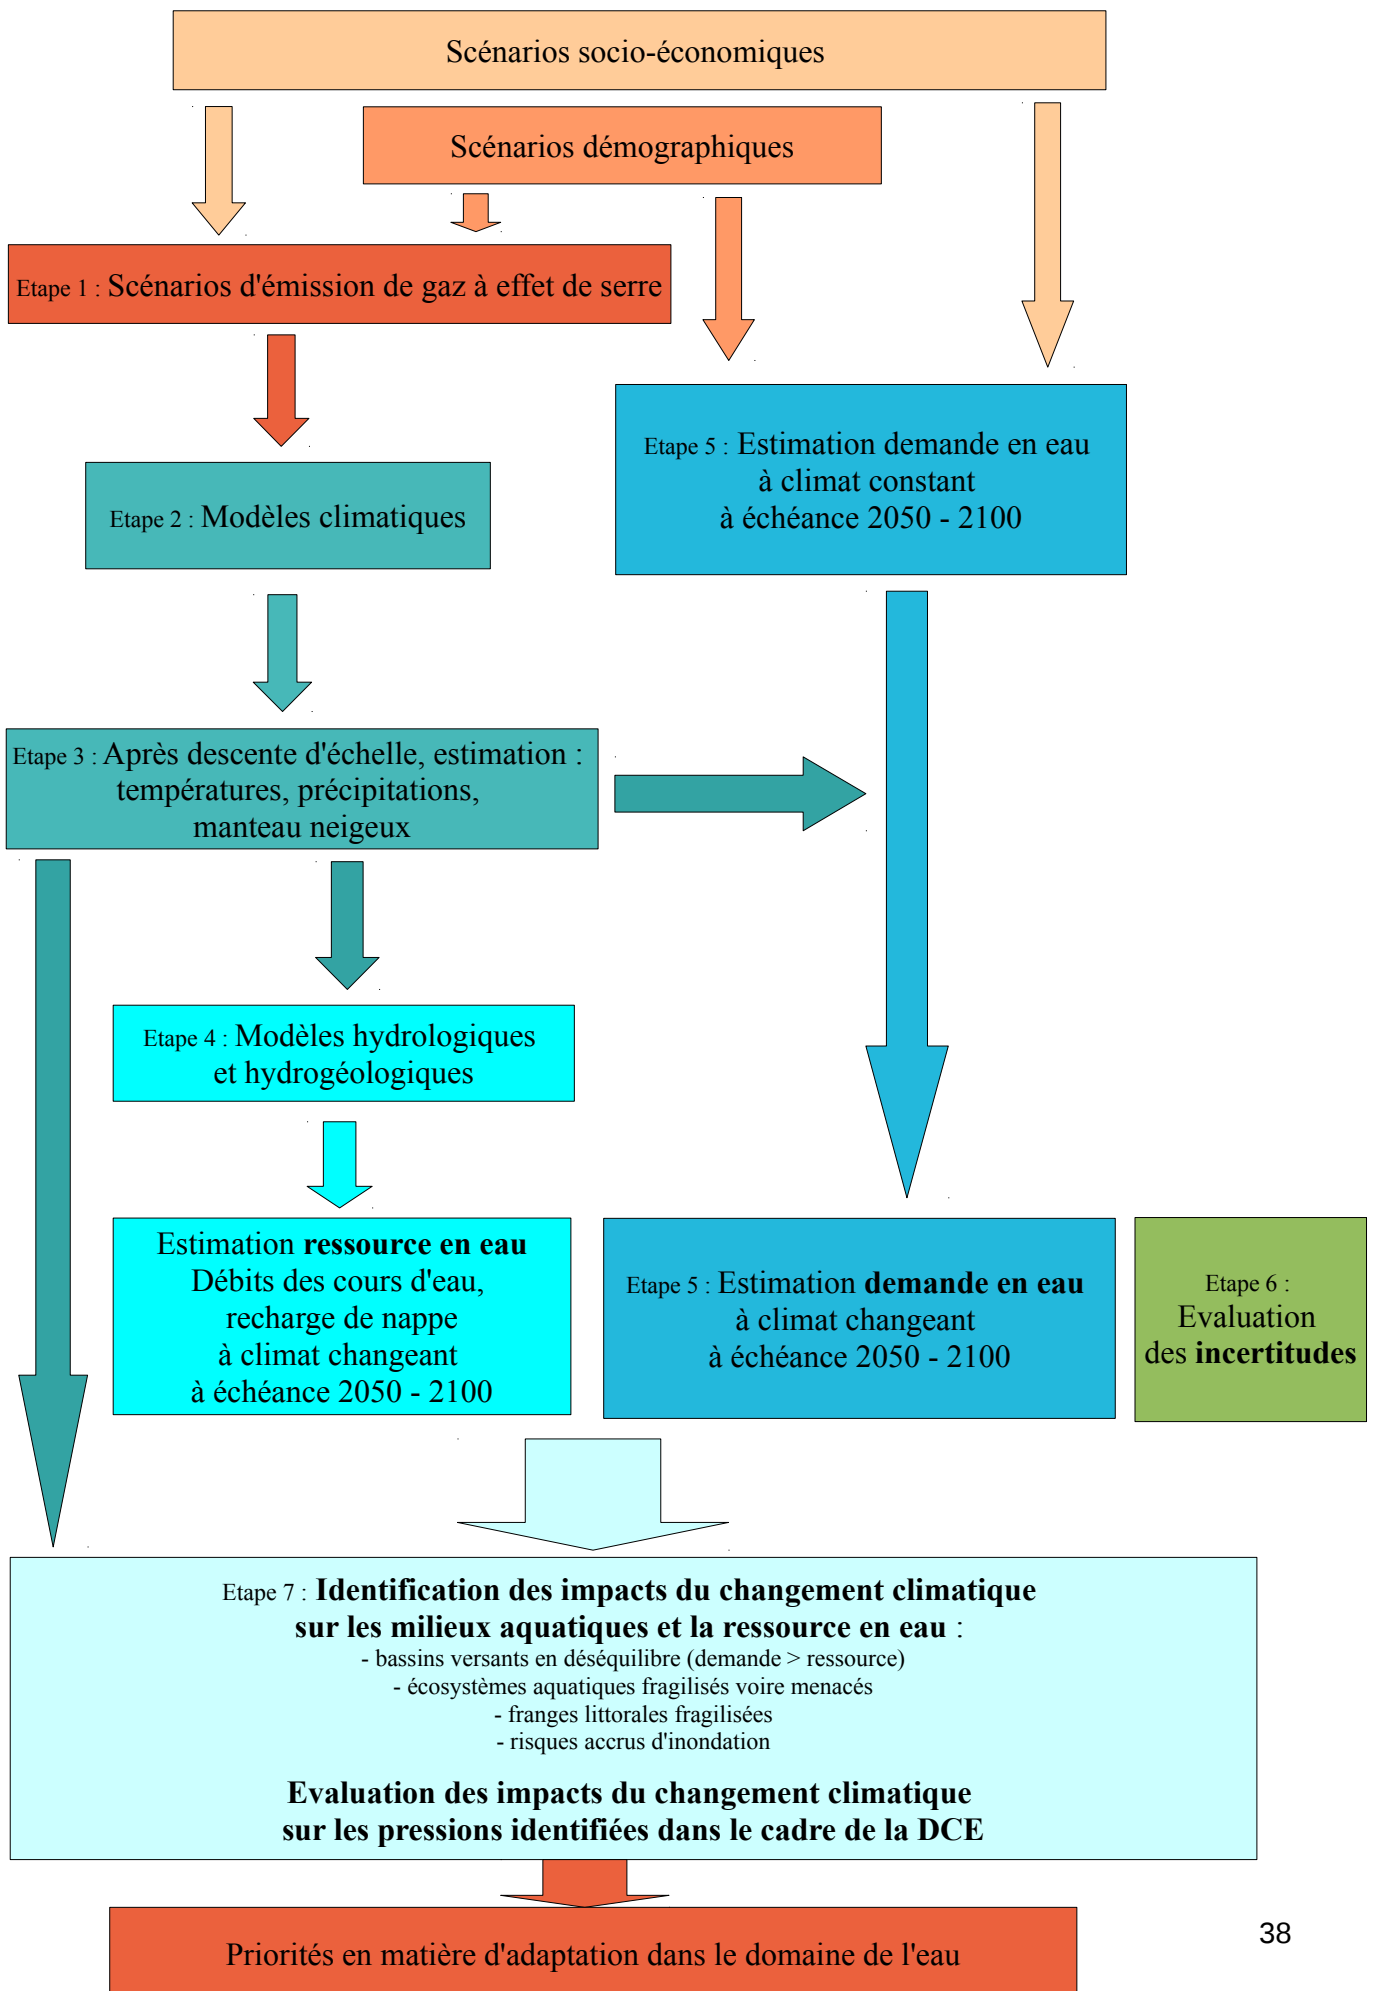 Scénarios socio-économiques
Scénarios démographiques
Etape 1 : Scénarios d'émission de gaz à effet de serre
Etape 5 : Estimation demande en eau
à climat constant
à échéance 2050 - 2100
Etape 2 : Modèles climatiques
Etape 3 : Après descente d'échelle, estimation :
températures, précipitations,
manteau neigeux
Etape 4 : Modèles hydrologiques
et hydrogéologiques
Estimation ressource en eau
Débits des cours d'eau,
recharge de nappe
à climat changeant
à échéance 2050 - 2100
Etape 5 : Estimation demande en eau
à climat changeant
à échéance 2050 - 2100
Etape 6 :
Evaluation
des incertitudes
Etape 7 : Identification des impacts du changement climatique
sur les milieux aquatiques et la ressource en eau :
- bassins versants en déséquilibre (demande > ressource)
- écosystèmes aquatiques fragilisés voire menacés
- franges littorales fragilisées
- risques accrus d'inondation
Evaluation des impacts du changement climatique
sur les pressions identifiées dans le cadre de la DCE
Priorités en matière d'adaptation dans le domaine de l'eau
38